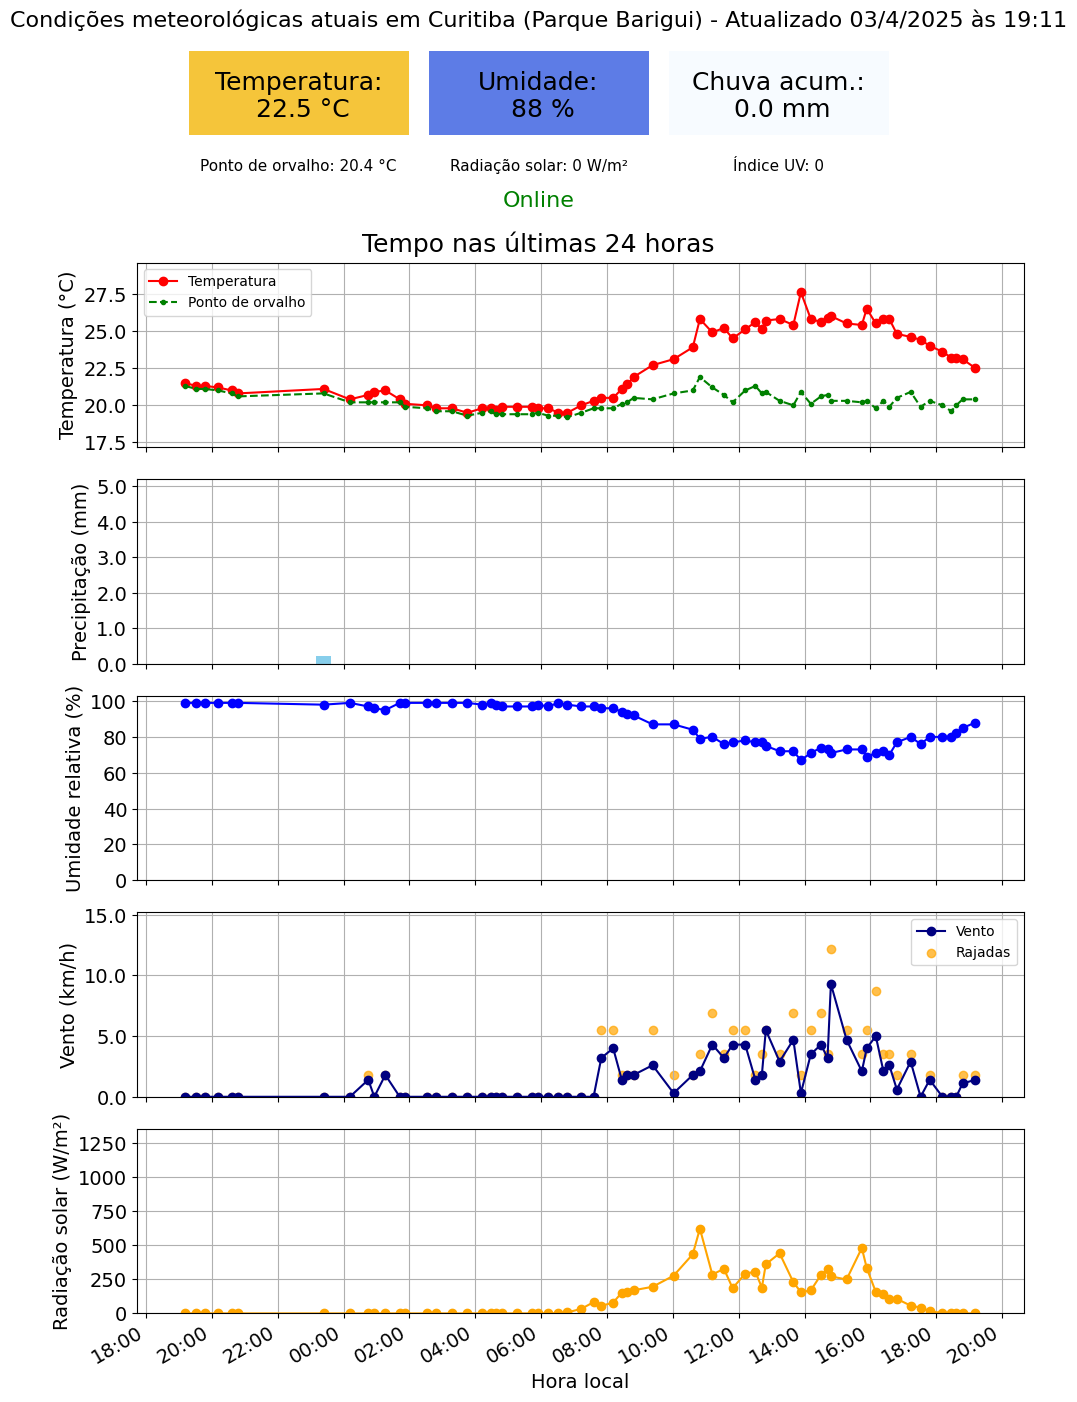 Condições meteorológicas atuais em Curitiba (Parque Barigui) - Atualizado 03/4/2025 às 19:11
Temperatura:
22.5 °C
Umidade:
88 %
Chuva acum.:
0.0 mm
Ponto de orvalho: 20.4 °C
Radiação solar: 0 W/m²
Índice UV: 0
Online
Tempo nas últimas 24 horas
Temperatura (°C)
27.5
25.0
22.5
20.0
17.5
Temperatura
Ponto de orvalho
Precipitação (mm)
5.0
4.0
3.0
2.0
1.0
0.0
Umidade relativa (%)
100
80
60
40
20
0
Vento (km/h)
15.0
10.0
5.0
0.0
Vento
Rajadas
Radiação solar (W/m²)
1250
1000
750
500
250
0
18:00
20:00
22:00
00:00
02:00
04:00
06:00
08:00
10:00
12:00
14:00
16:00
18:00
20:00
Hora local